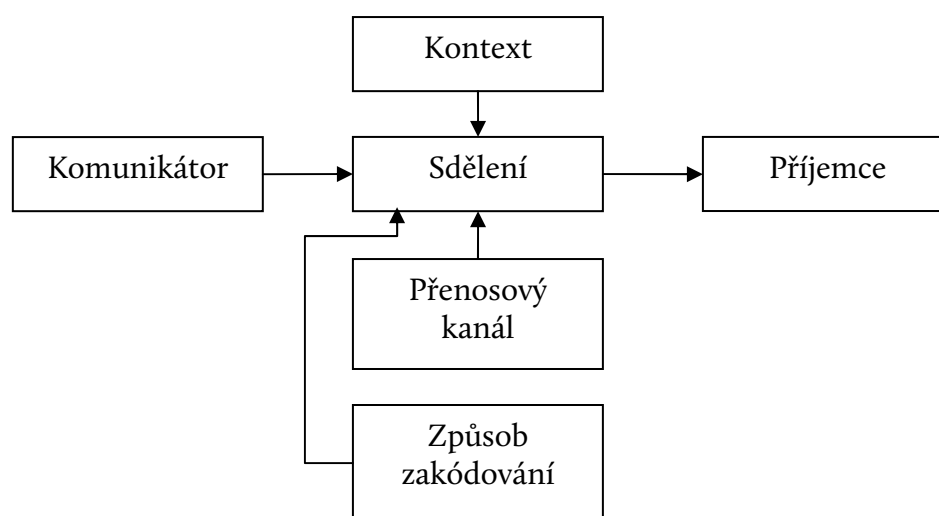 Kontext
Komunikátor
Sdělení
Příjemce
Přenosový
kanál
Způsob
zakódování